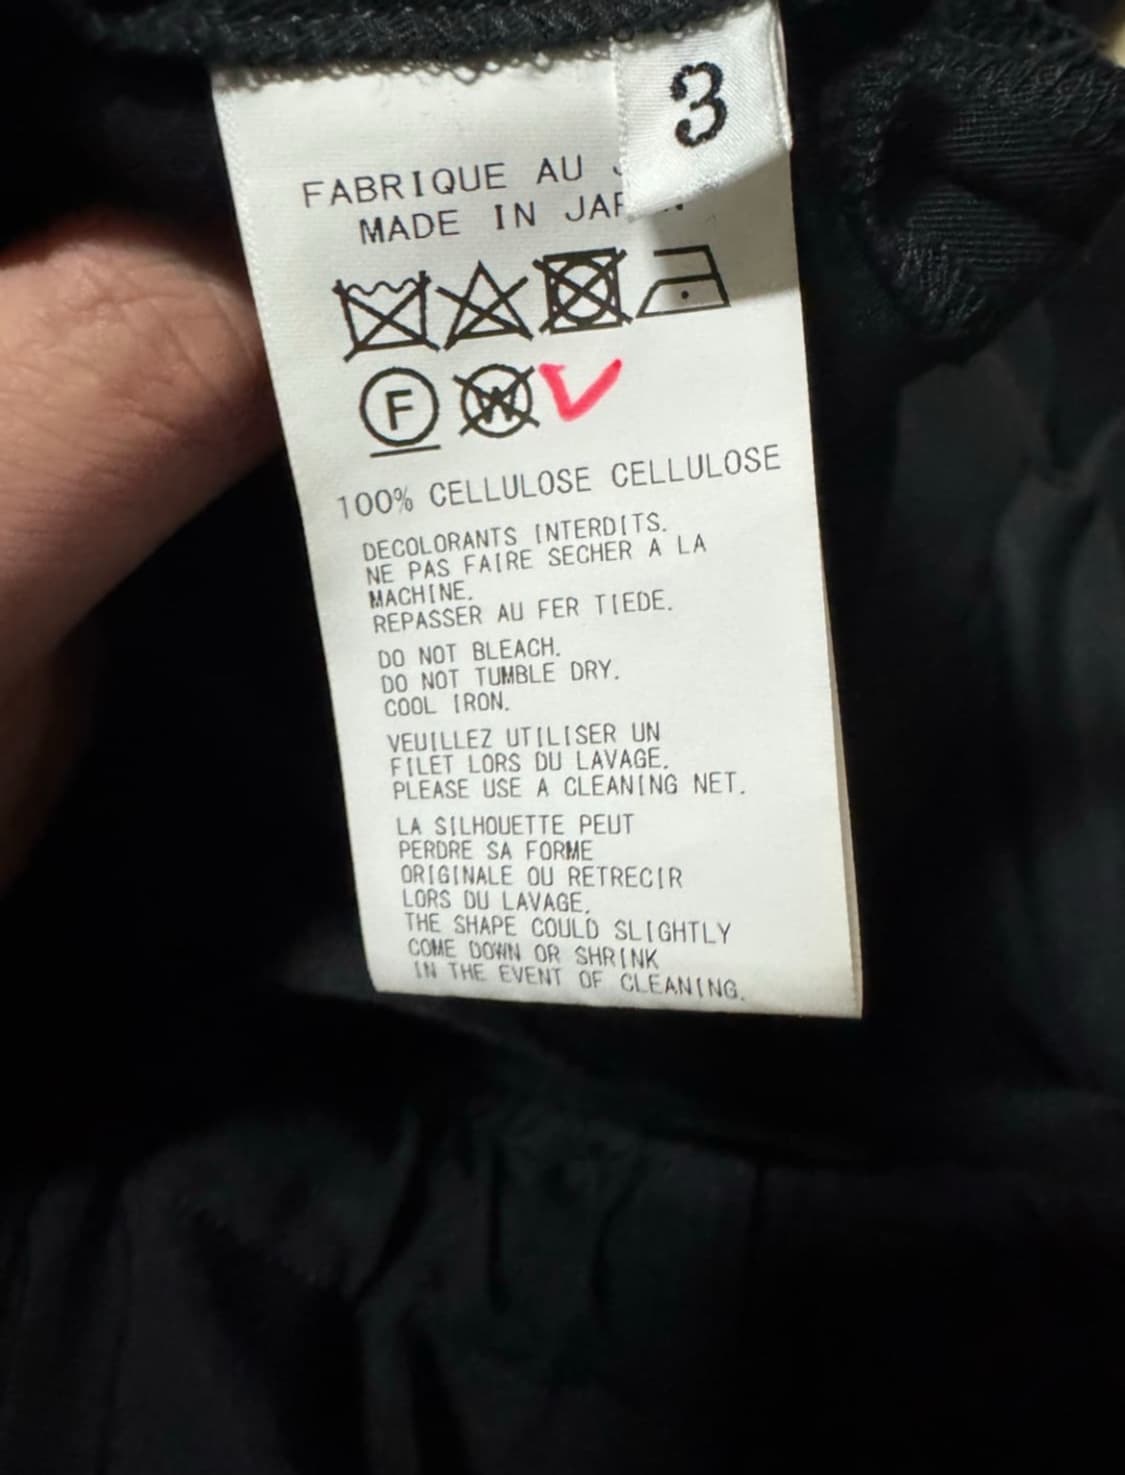 3
FABRIQUE AU
MADE IN
F
W
100% CELLULOSE CELLULOSE
DECOLORANTS INTERDITS.
NE PAS FAIRE SECHER A LA
MACHINE.
REPASSER AU FER TIEDE.
DO NOT BLEACH.
DO NOT TUMBLE DRY.
COOL IRON.
VEUILLEZ UTILISER UN
FILET LORS DU LAVAGE.
PLEASE USE A CLEANING NET.
LA SILHOUETTE PEUT
PERDRE SA FORME
ORIGINALE OU RETRECIR
LORS DU LAVAGE.
THE SHAPE COULD SLIGHTLY
COME DOWN OR SHRINK
IN THE EVENT OF CLEANING.